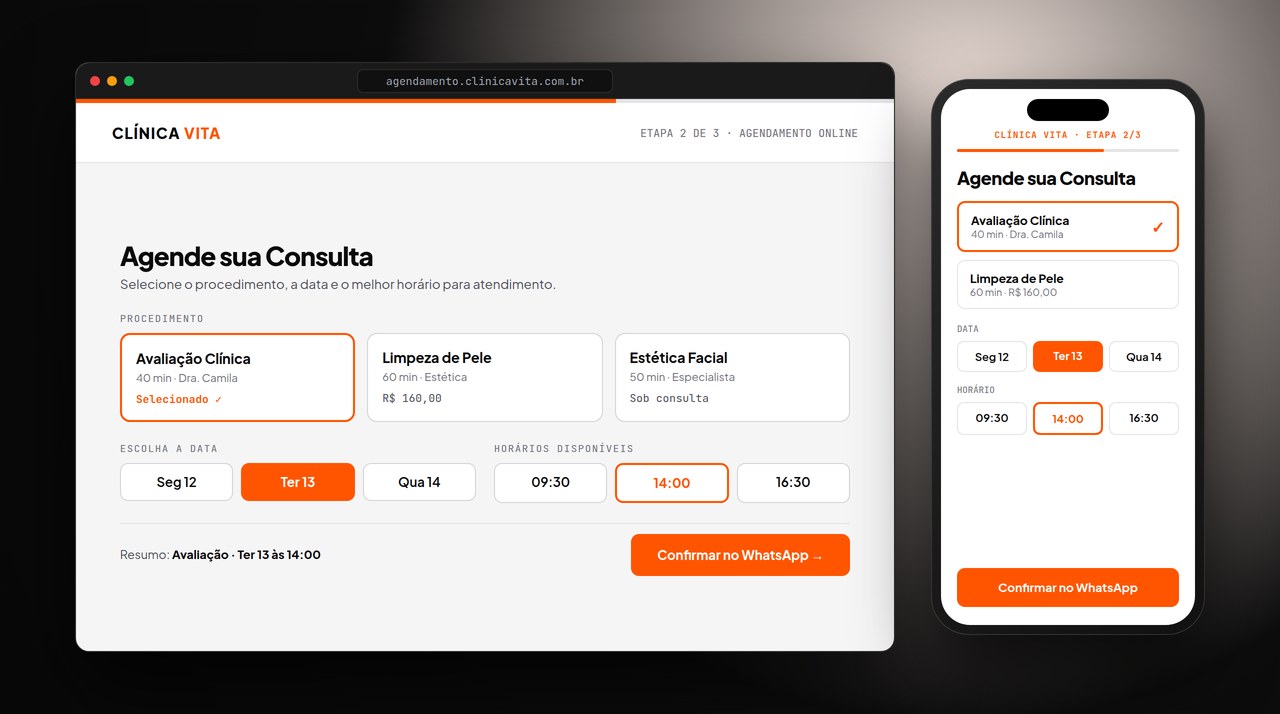 agendamento.clinicavita.com.br
CLÍNICA VITA
ETAPA 2 DE 3 · AGENDAMENTO ONLINE
Agende sua Consulta
Selecione o procedimento, a data e o melhor horário para atendimento.
PROCEDIMENTO
Avaliação Clínica
40 min · Dra. Camila
Selecionado ✓
Limpeza de Pele
60 min · Estética
R$ 160,00
Estética Facial
50 min · Especialista
Sob consulta
ESCOLHA A DATA
Seg 12
Ter 13
Qua 14
HORÁRIOS DISPONÍVEIS
09:30
14:00
16:30
Resumo: Avaliação · Ter 13 às 14:00
Confirmar no WhatsApp →
CLÍNICA VITA · ETAPA 2/3
Agende sua Consulta
Avaliação Clínica
40 min · Dra. Camila
✓
Limpeza de Pele
60 min · R$ 160,00
DATA
Seg 12
Ter 13
Qua 14
HORÁRIO
09:30
14:00
16:30
Confirmar no WhatsApp